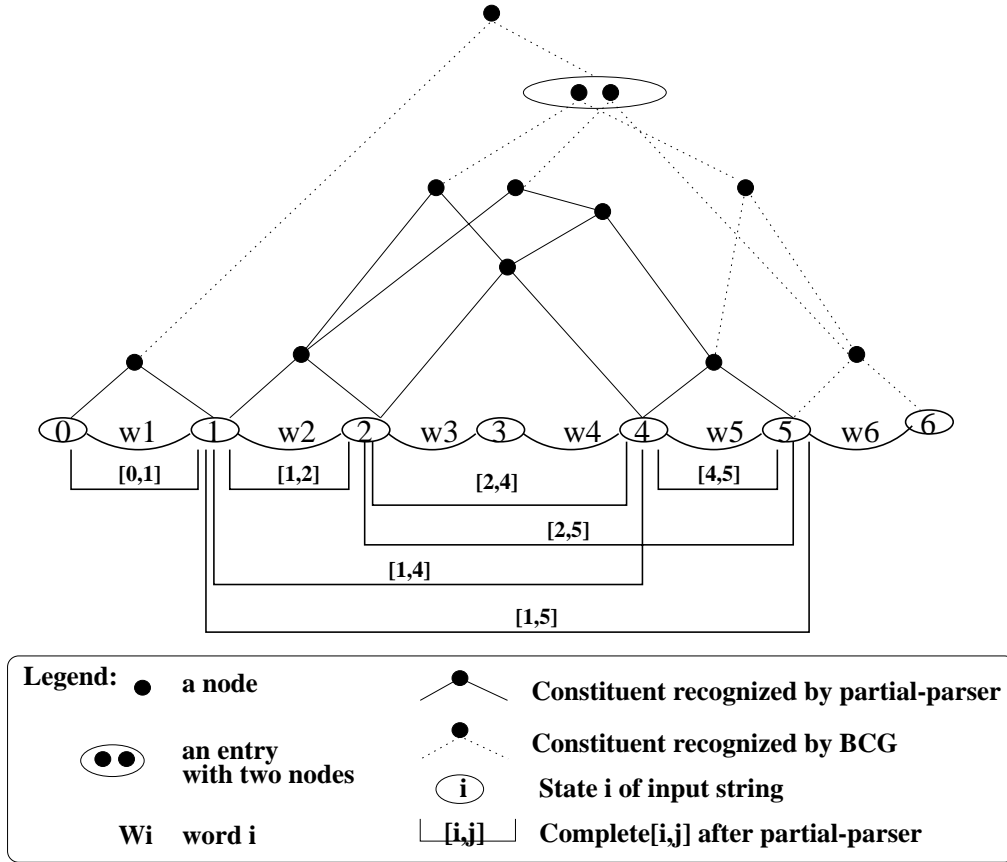 0 w1 1 w2 2 w3 3 w4 4 w5 5 w6 6
[0,1] [1,2] [2,4] [4,5]
[2,5]
[1,4]
[1,5]
Legend:
a node
Constituent recognized by partial-parser
an entry
with two nodes
Constituent recognized by BCG
i State i of input string
Wi word i
[i,j] Complete[i,j] after partial-parser